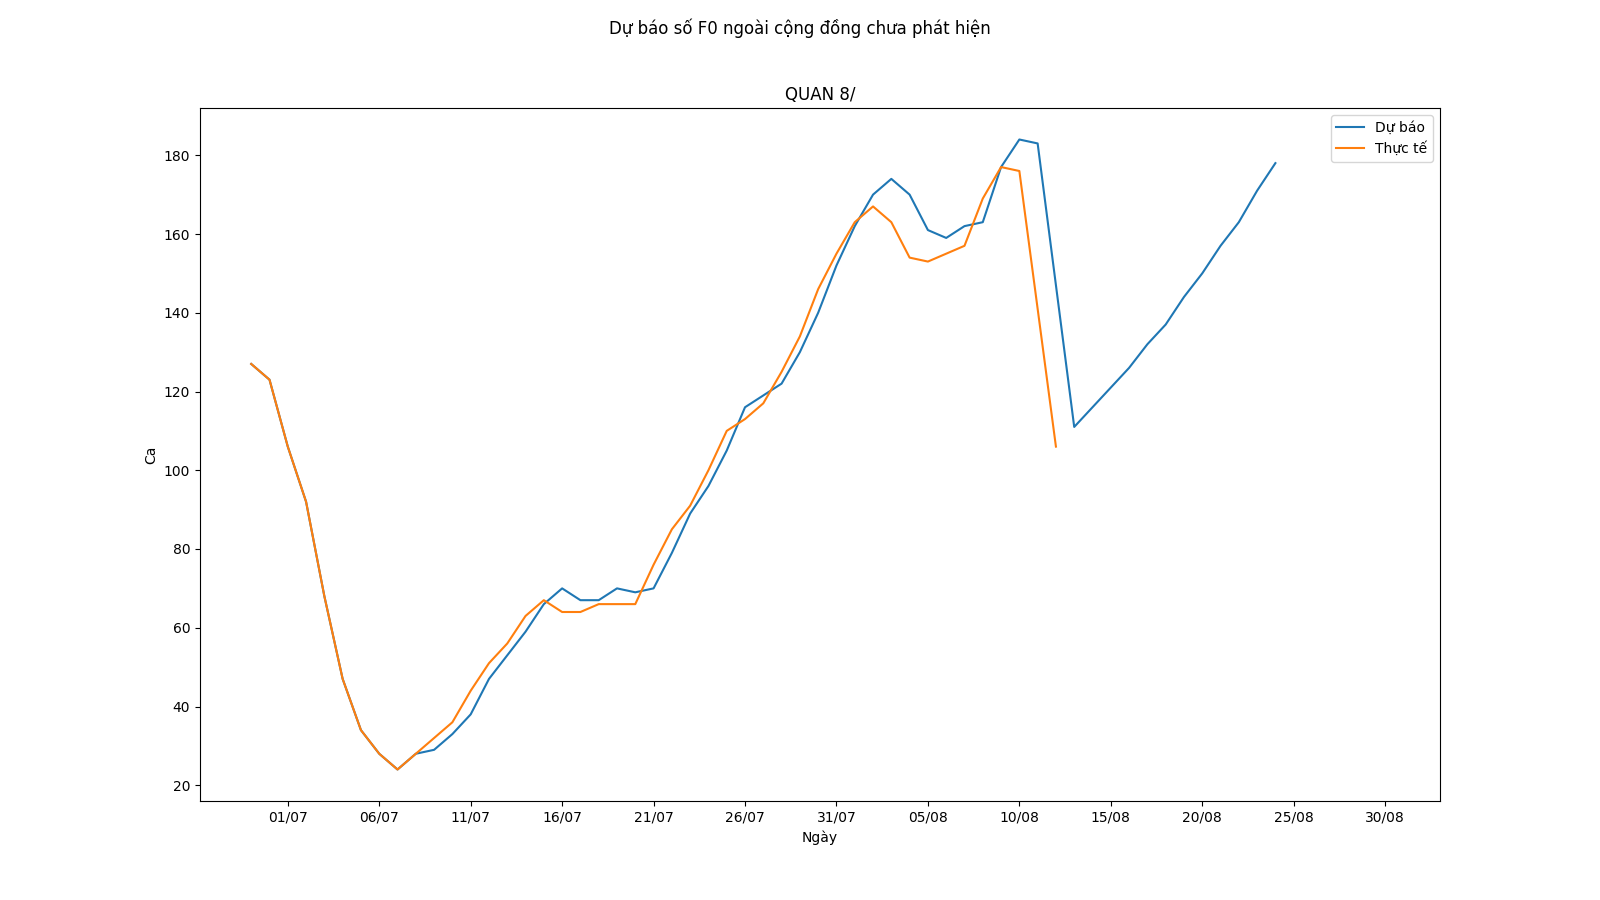 Dự báo số F0 ngoài cộng đồng chưa phát hiện
QUAN 8/
Dự báo
Thực tế
180
160
140
120
100
80
60
40
20
Ca
01/07 06/07 11/07 16/07 21/07 26/07 31/07 05/08 10/08 15/08 20/08 25/08 30/08
Ngày